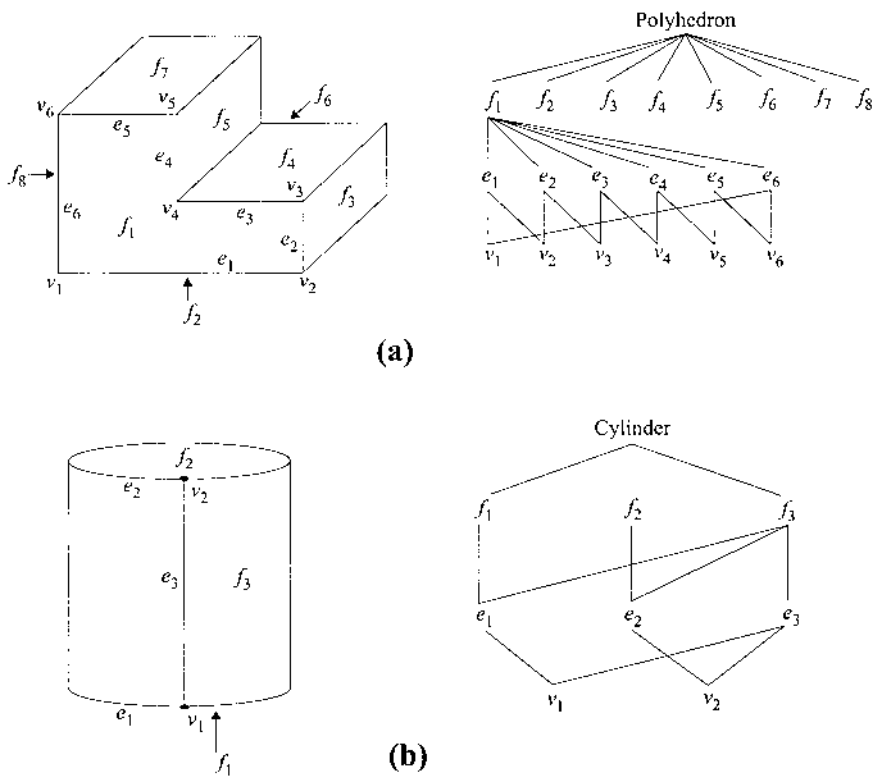 Polyhedron
f7
v6 v5
e5 f5 f6
f1 f2 f3 f4 f5 f6 f7 f8
e4 f4
f8
v3
e1 e2 e3 e4 e5 e6
e6 v4 e3 f3
f1
e2
v1 v2 v3 v4 v5 v6
e1
v1 v2
f2
(a)
Cylinder
f2
e2 v2
f1 f2 f3
e3 f3
e1 e2 e3
v1 v2
e1 v1
f1
(b)